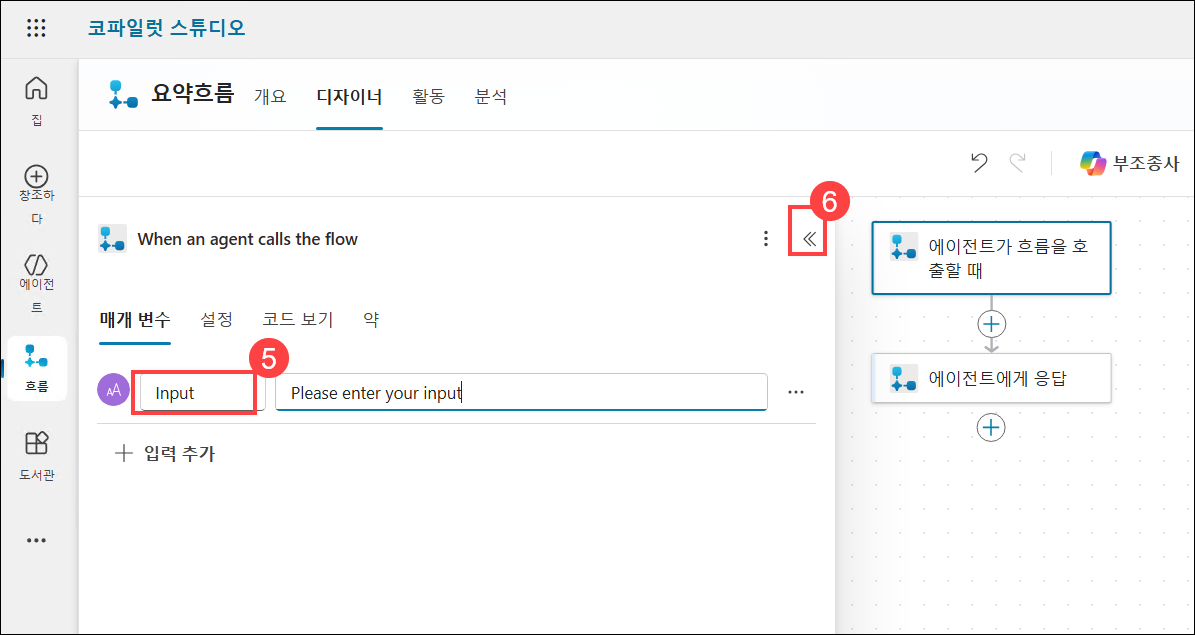 코파일럿 스튜디오
요약흐름 개요 디자이너 활동 분석
집
창조하
다
에이전
트
흐름
도서관
부조종사
6
When an agent calls the flow
매개 변수 설정 코드 보기 약
5
AA Input Please enter your input
입력 추가
에이전트가 흐름을 호
출할 때
에이전트에게 응답